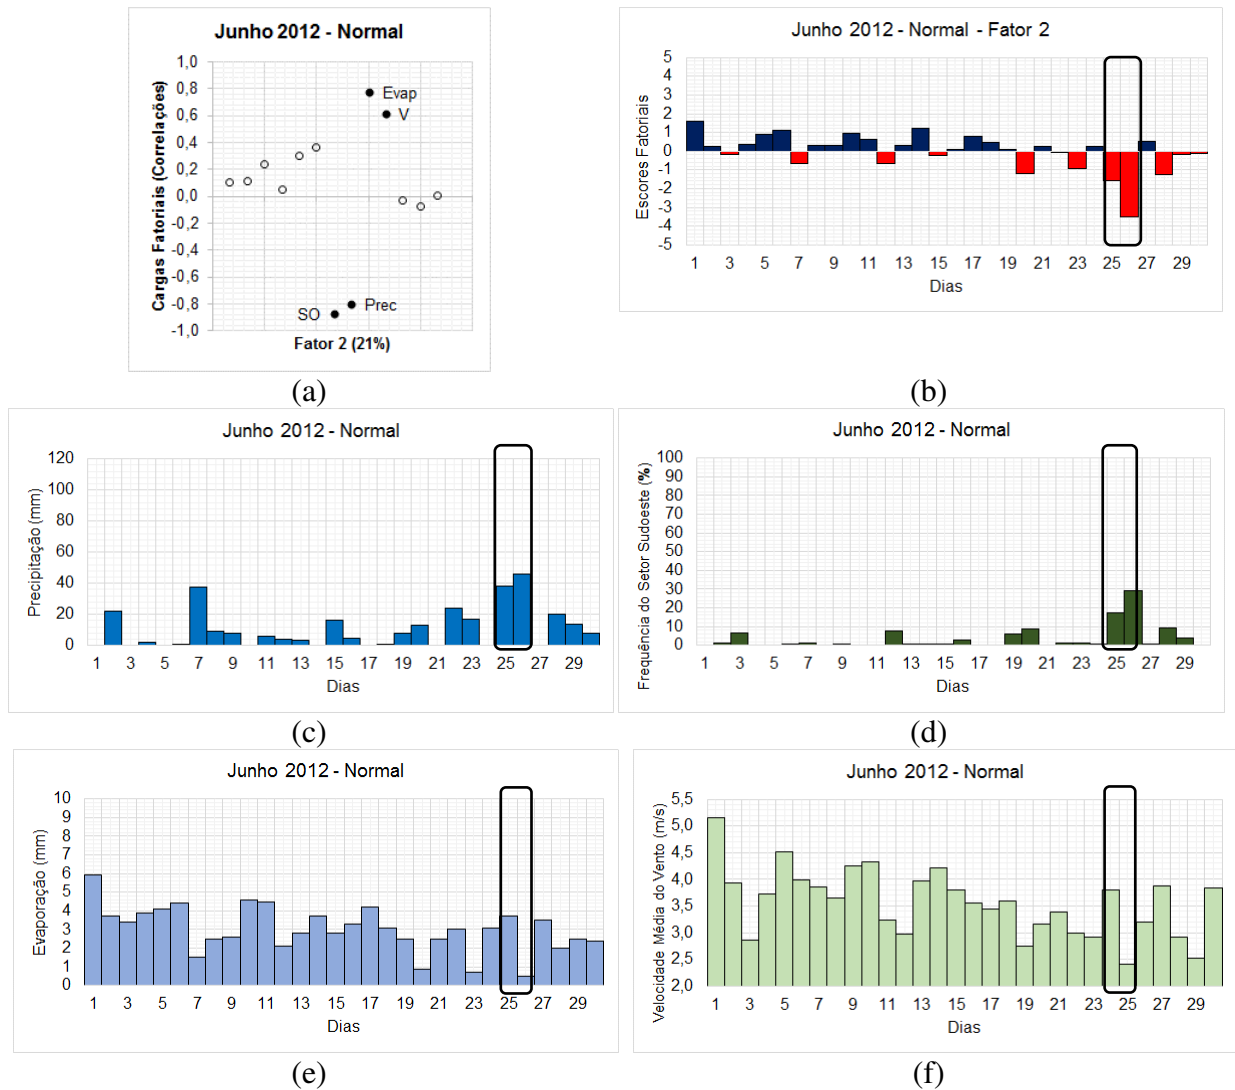 Junho 2012 - Normal
Cargas Fatoriais (Correlações)
1,0
0,8
0,6
0,4
0,2
0,0
-0,2
-0,4
-0,6
-0,8
-1,0
Evap
V
SO
Prec
Fator 2 (21%)
(a)
Junho 2012 - Normal - Fator 2
Escores Fatoriais
5
4
3
2
1
0
-1
-2
-3
-4
-5
1 3 5 7 9 11 13 15 17 19 21 23 25 27 29
Dias
(b)
Junho 2012 - Normal
Precipitação (mm)
120
100
80
60
40
20
0
1 3 5 7 9 11 13 15 17 19 21 23 25 27 29
Dias
(c)
Junho 2012 - Normal
Frequência do Setor Sudoeste (%)
100
90
80
70
60
50
40
30
20
10
0
1 3 5 7 9 11 13 15 17 19 21 23 25 27 29
Dias
(d)
Junho 2012 - Normal
Evaporação (mm)
10
9
8
7
6
5
4
3
2
1
0
1 3 5 7 9 11 13 15 17 19 21 23 25 27 29
Dias
(e)
Junho 2012 - Normal
Velocidade Média do Vento (m/s)
5,5
5,0
4,5
4,0
3,5
3,0
2,5
2,0
1 3 5 7 9 11 13 15 17 19 21 23 25 27 29
Dias
(f)